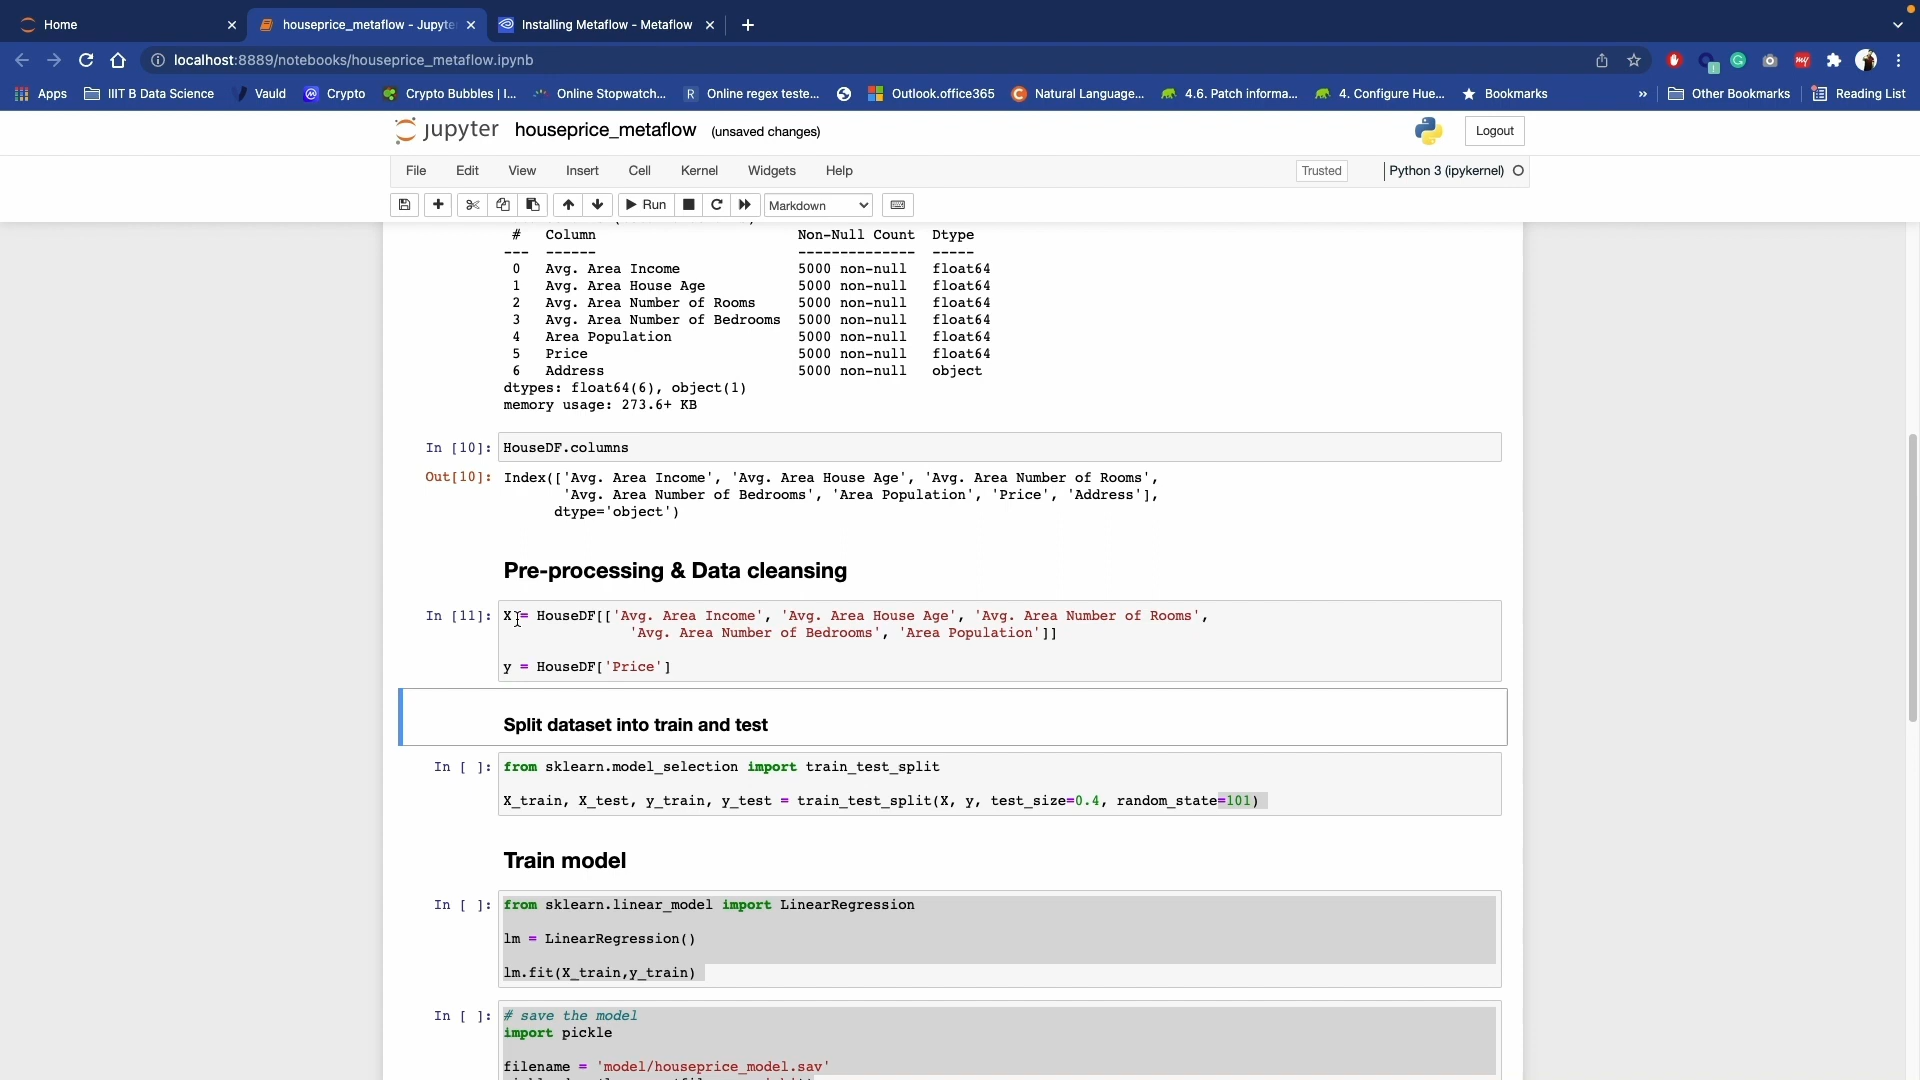 Home
houseprice_metaflow - Jupyte
Installing Metaflow - Metaflow
localhost:8889/notebooks/houseprice_metaflow.ipynb
Apps
IIIT B Data Science
Vauld
Crypto
Crypto Bubbles | I...
Online Stopwatch...
R Online regex teste...
Outlook.office365
Natural Language...
4.6. Patch informa...
4. Configure Hue...
Bookmarks
»
Other Bookmarks
Reading List
jupyter houseprice_metaflow (unsaved changes)
Logout
File Edit View Insert Cell Kernel Widgets Help
Trusted
Python 3 (ipykernel)
Run
Markdown
# Column Non-Null Count Dtype
--- ------ -------------- -----
0 Avg. Area Income 5000 non-null float64
1 Avg. Area House Age 5000 non-null float64
2 Avg. Area Number of Rooms 5000 non-null float64
3 Avg. Area Number of Bedrooms 5000 non-null float64
4 Area Population 5000 non-null float64
5 Price 5000 non-null float64
6 Address 5000 non-null object
dtypes: float64(6), object(1)
memory usage: 273.6+ KB
In [10]: HouseDF.columns
Out[10]: Index(['Avg. Area Income', 'Avg. Area House Age', 'Avg. Area Number of Rooms',
'Avg. Area Number of Bedrooms', 'Area Population', 'Price', 'Address'],
dtype='object')
Pre-processing & Data cleansing
In [11]: X = HouseDF[['Avg. Area Income', 'Avg. Area House Age', 'Avg. Area Number of Rooms',
'Avg. Area Number of Bedrooms', 'Area Population']]
y = HouseDF['Price']
Split dataset into train and test
In [ ]: from sklearn.model_selection import train_test_split
X_train, X_test, y_train, y_test = train_test_split(X, y, test_size=0.4, random_state=101)
Train model
In [ ]: from sklearn.linear_model import LinearRegression
lm = LinearRegression()
lm.fit(X_train,y_train)
In [ ]: # save the model
import pickle
filename = 'model/houseprice_model.sav'